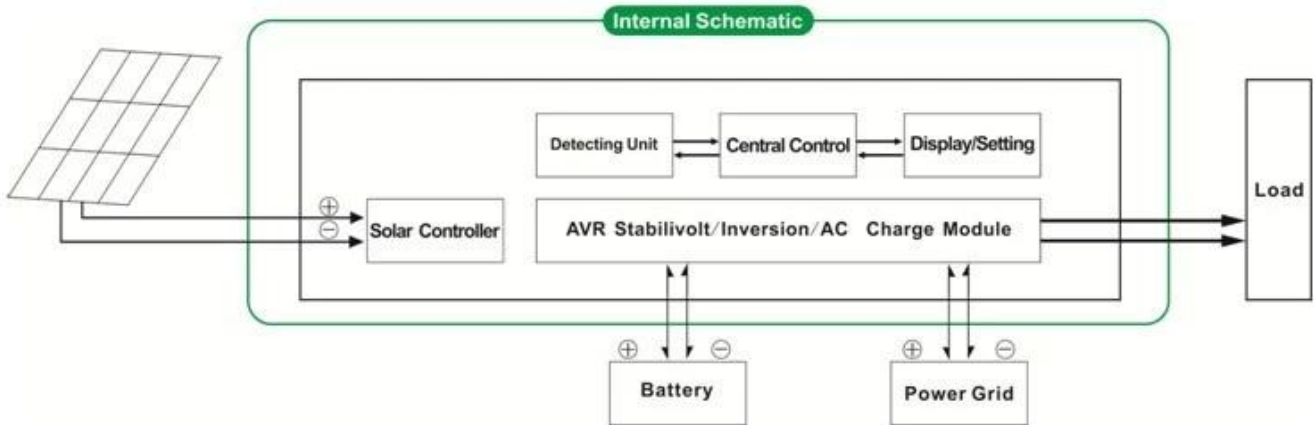 Internal Schematic
Detecting Unit
Central Control
Display/Setting
Load
⊕
⊖
Solar Controller
AVR Stabilivolt/Inversion/AC Charge Module
⊕ ⊖
⊕ ⊖
Battery
Power Grid